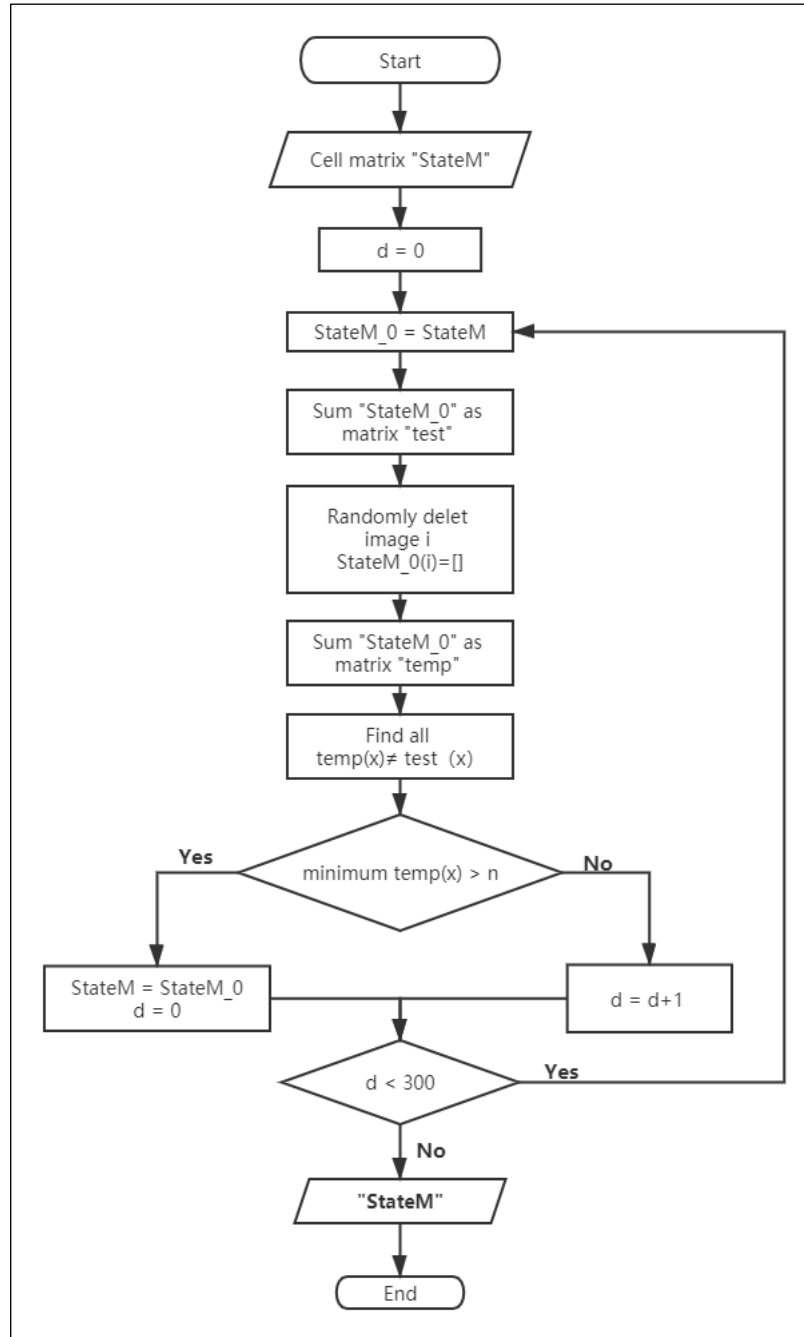 Start
Cell matrix "StateM"
d = 0
StateM_0 = StateM
Sum "StateM_0" as
matrix "test"
Randomly delet
image i
StateM_0(i)=[]
Sum "StateM_0" as
matrix "temp"
Find all
temp(x)≠ test（x）
minimum temp(x) > n
Yes
No
StateM = StateM_0
d = 0
d = d+1
d < 300
Yes
No
"StateM"
End